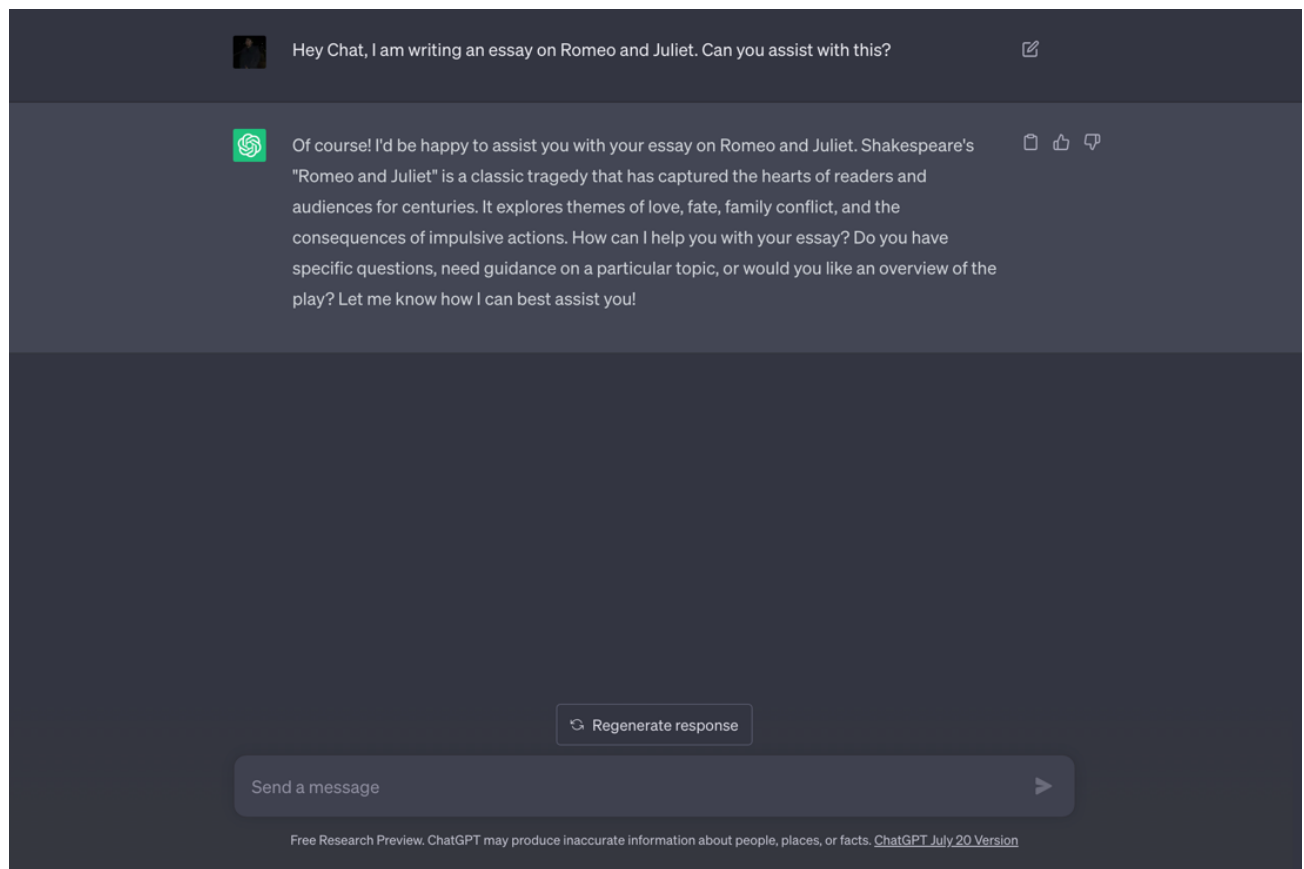 Hey Chat, I am writing an essay on Romeo and Juliet. Can you assist with this?
Of course! I'd be happy to assist you with your essay on Romeo and Juliet. Shakespeare's
"Romeo and Juliet" is a classic tragedy that has captured the hearts of readers and
audiences for centuries. It explores themes of love, fate, family conflict, and the
consequences of impulsive actions. How can I help you with your essay? Do you have
specific questions, need guidance on a particular topic, or would you like an overview of the
play? Let me know how I can best assist you!
Regenerate response
Send a message
Free Research Preview. ChatGPT may produce inaccurate information about people, places, or facts. ChatGPT July 20 Version